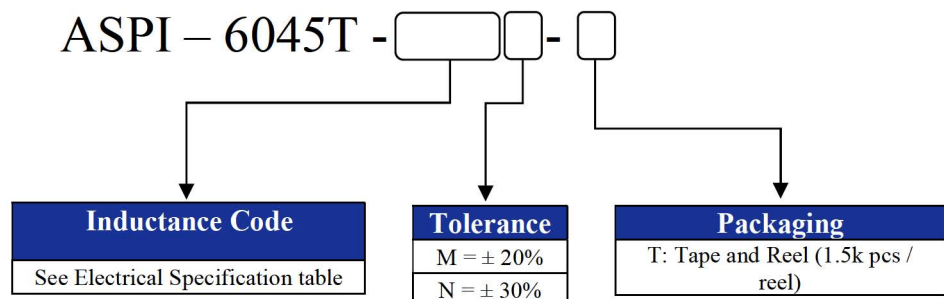 ASPI – 6045T - -
Inductance Code
See Electrical Specification table
Tolerance
M = ± 20%
N = ± 30%
Packaging
T: Tape and Reel (1.5k pcs /
reel)